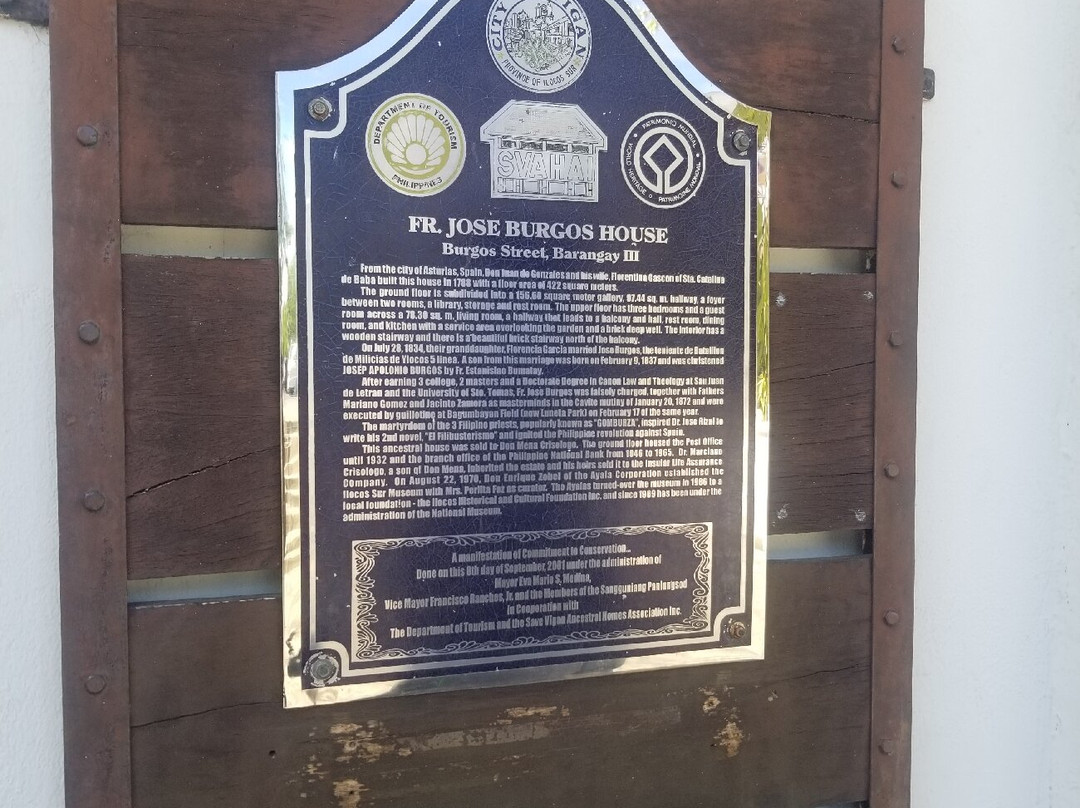 CITY VIGAN
PROVINCE OF ILOCOS SUR
DEPARTMENT OF TOURISM
PHILIPPINES
SVAHAI
PATRIMONIO MUNDIAL
WORLD HERITAGE
PATRIMOINE MONDIAL
FR. JOSE BURGOS HOUSE
Burgos Street, Barangay III
From the city of Asturias, Spain, Don Juan de Gonzales and his wife, Florentina Gascon of Sta. Catalina
de Baba built this house in 1788 with a floor area of 422 square meters.
The ground floor is subdivided into a 156.60 square meter gallery, 97.44 sq. m. hallway, a foyer
between two rooms, a library, storage and rest room. The upper floor has three bedrooms and a guest
room across a 78.30 sq. m. living room, a hallway that leads to a balcony and hall, rest room, dining
room, and kitchen with a service area overlooking the garden and a brick deep well. The interior has a
wooden stairway and there is a beautiful brick stairway north of the balcony.
On July 28, 1834, their granddaughter, Florencia Garcia married Jose Burgos, the teniente de Batallion
de Milicias de Ylocos 5 linea. A son from this marriage was born on February 9, 1837 and was christened
JOSEP APOLONIO BURGOS by Fr. Estanislao Bumalay.
After earning 3 college, 2 masters and a Doctorate Degree in Canon Law and Theology at San Juan
de Letran and the University of Sto. Tomas, Fr. Jose Burgos was falsely charged, together with Fathers
Mariano Gomez and Jacinto Zamora as masterminds in the Cavite mutiny of January 20, 1872 and were
executed by guilloting at Bagumbayan Field (now Luneta Park) on February 17 of the same year.
The martyrdom of the 3 Filipino priests, popularly known as "GOMBURZA", inspired Dr. Jose Rizal to
write his 2nd novel, "El Filibusterismo" and ignited the Philippine revolution against Spain.
This ancestral house was sold to Don Mena Crisologo. The ground floor housed the Post Office
until 1932 and the branch office of the Philippine National Bank from 1946 to 1965. Dr. Marciano
Crisologo, a son of Don Mena, inherited the estate and his heirs sold it to the Insular Life Assurance
Company. On August 22, 1970, Don Enrique Zobel of the Ayala Corporation established the
Ilocos Sur Museum with Mrs. Perlita Faz as curator. The Ayalas turned-over the museum in 1986 to a
local foundation - the Ilocos Historical and Cultural Foundation Inc. and since 1989 has been under the
administration of the National Museum.
A manifestation of Commitment to Conservation...
Done on this 8th day of September, 2001 under the administration of
Mayor Eva Marie S. Medina,
Vice Mayor Francisco Ranches, Jr. and the Members of the Sangguniang Panlungsod
in Cooperation with
The Department of Tourism and the Save Vigan Ancestral Homes Association Inc.